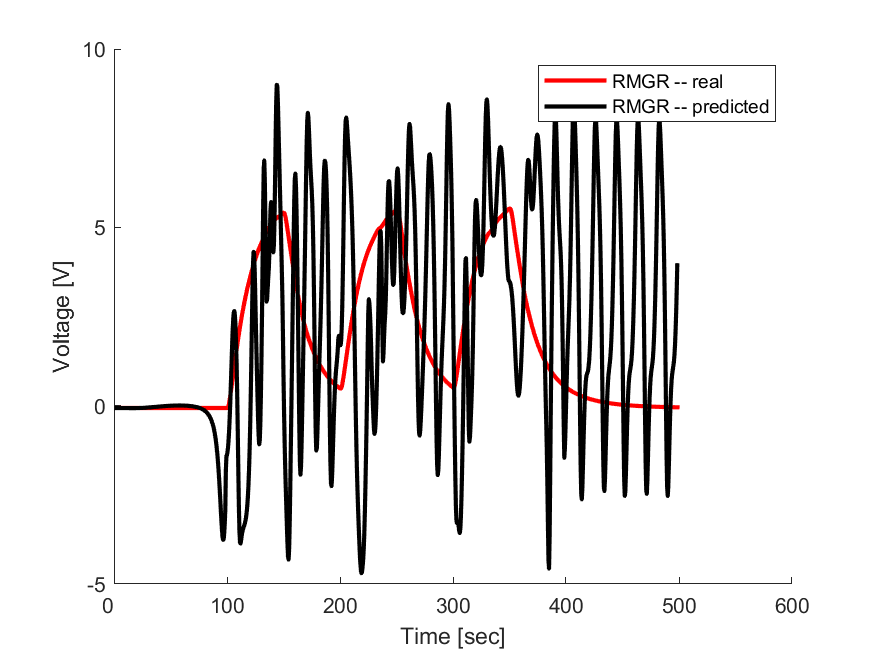 10
5
0
-5
Voltage [V]
RMGR -- real
RMGR -- predicted
0 100 200 300 400 500 600
Time [sec]